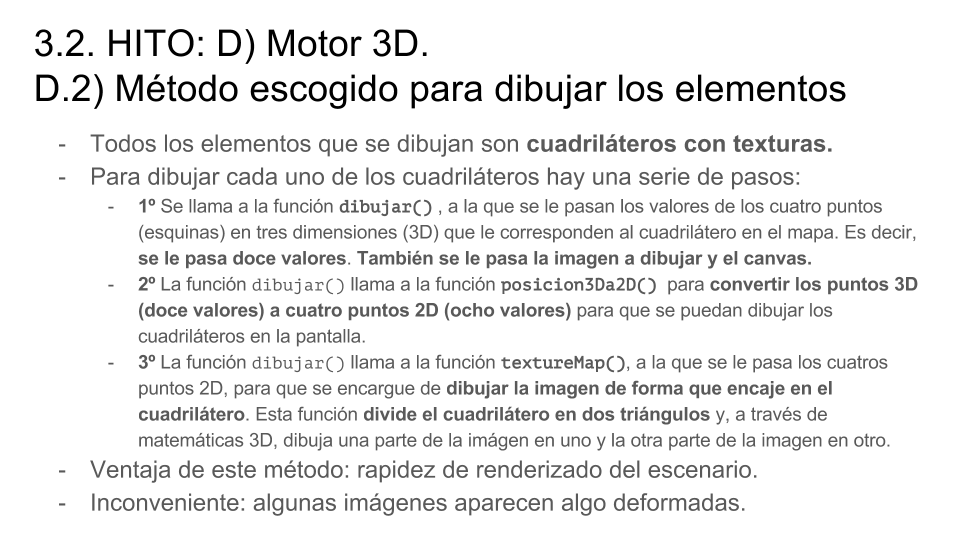 3.2. HITO: D) Motor 3D.
D.2) Método escogido para dibujar los elementos
- Todos los elementos que se dibujan son cuadriláteros con texturas.
- Para dibujar cada uno de los cuadriláteros hay una serie de pasos:
- 1º Se llama a la función dibujar() , a la que se le pasan los valores de los cuatro puntos
(esquinas) en tres dimensiones (3D) que le corresponden al cuadrilátero en el mapa. Es decir,
se le pasa doce valores. También se le pasa la imagen a dibujar y el canvas.
- 2º La función dibujar() llama a la función posicion3Da2D() para convertir los puntos 3D
(doce valores) a cuatro puntos 2D (ocho valores) para que se puedan dibujar los
cuadriláteros en la pantalla.
- 3º La función dibujar() llama a la función textureMap(), a la que se le pasa los cuatros
puntos 2D, para que se encargue de dibujar la imagen de forma que encaje en el
cuadrilátero. Esta función divide el cuadrilátero en dos triángulos y, a través de
matemáticas 3D, dibuja una parte de la imágen en uno y la otra parte de la imagen en otro.
- Ventaja de este método: rapidez de renderizado del escenario.
- Inconveniente: algunas imágenes aparecen algo deformadas.